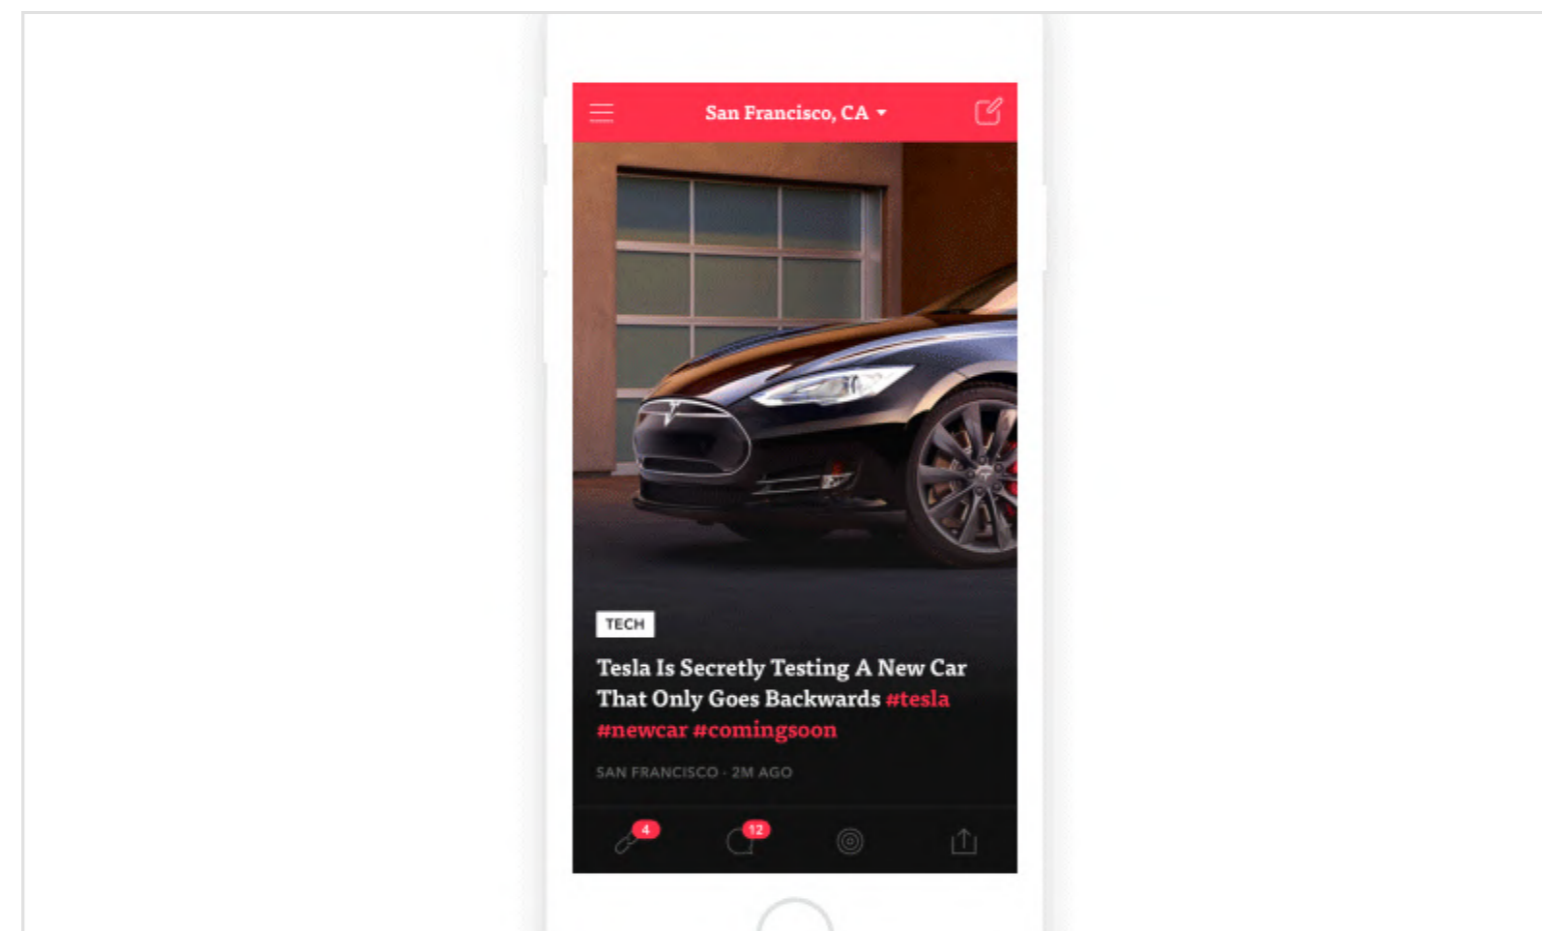 San Francisco, CA
TECH
Tesla Is Secretly Testing A New Car
That Only Goes Backwards #tesla
#newcar #comingsoon
SAN FRANCISCO · 2M AGO
4
12